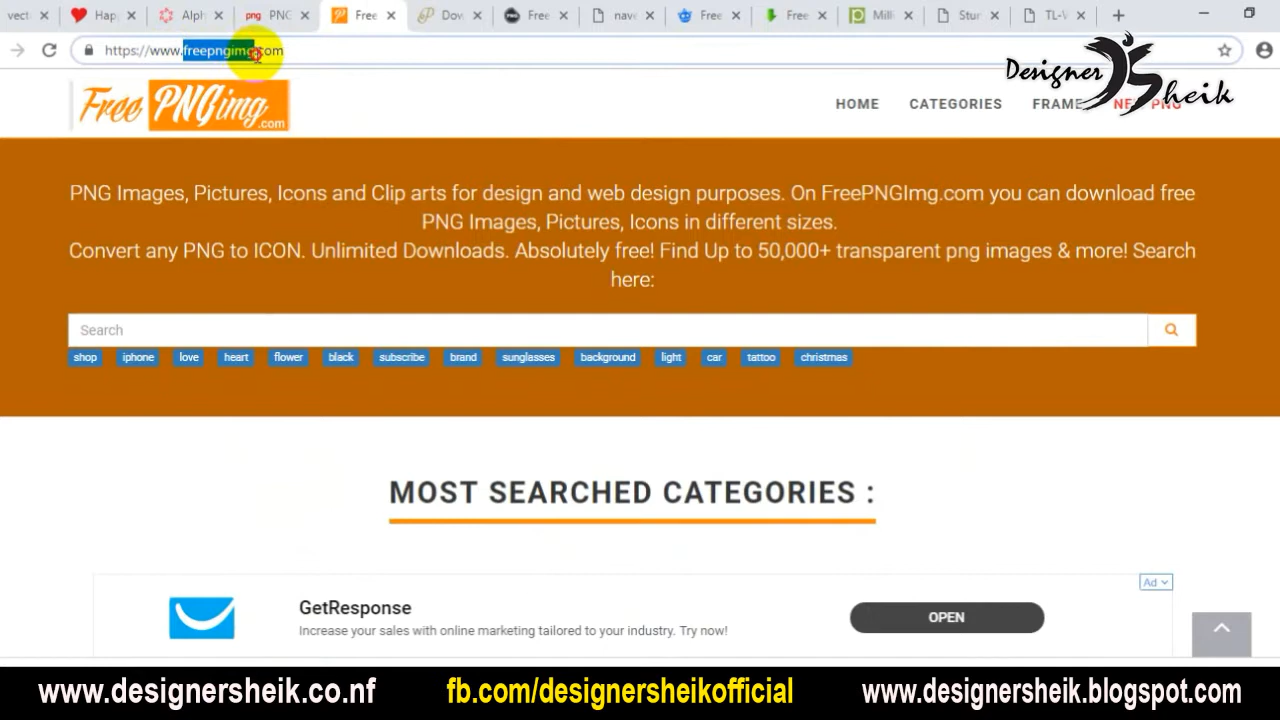 vect
Hap
Alph
PNG
Free
Dow
Free
nave
Free
Free
Milli
Stur
TL-V
https://www.freepngimg.com
Designer Sheik
Free PNGimg.com
HOME CATEGORIES FRAME
PNG Images, Pictures, Icons and Clip arts for design and web design purposes. On FreePNGImg.com you can download free
PNG Images, Pictures, Icons in different sizes.
Convert any PNG to ICON. Unlimited Downloads. Absolutely free! Find Up to 50,000+ transparent png images & more! Search
here:
Search
shop iphone love heart flower black subscribe brand sunglasses background light car tattoo christmas
MOST SEARCHED CATEGORIES :
Ad
GetResponse
Increase your sales with online marketing tailored to your industry. Try now!
OPEN
www.designersheik.co.nf fb.com/designersheikofficial www.designersheik.blogspot.com